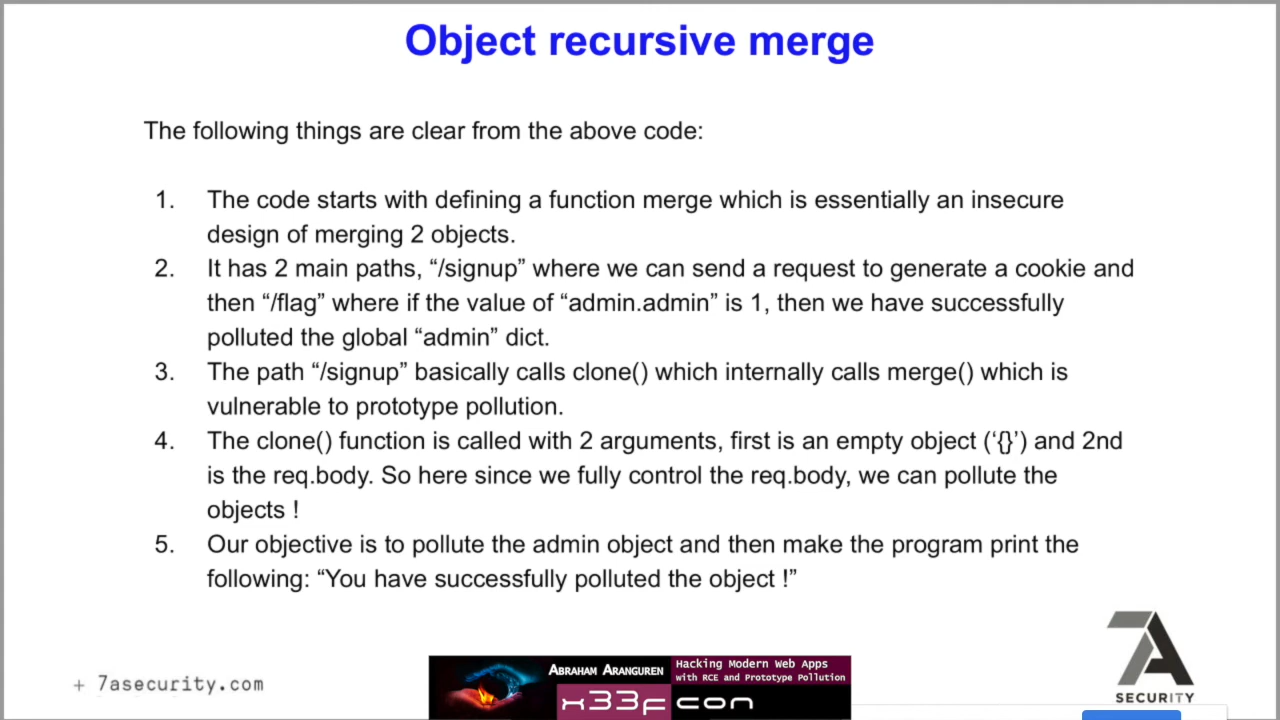 Object recursive merge
The following things are clear from the above code:
1. The code starts with defining a function merge which is essentially an insecure
design of merging 2 objects.
2. It has 2 main paths, “/signup” where we can send a request to generate a cookie and
then “/flag” where if the value of “admin.admin” is 1, then we have successfully
polluted the global “admin” dict.
3. The path “/signup” basically calls clone() which internally calls merge() which is
vulnerable to prototype pollution.
4. The clone() function is called with 2 arguments, first is an empty object (‘{}’) and 2nd
is the req.body. So here since we fully control the req.body, we can pollute the
objects !
5. Our objective is to pollute the admin object and then make the program print the
following: “You have successfully polluted the object !”
+ 7asecurity.com
ABRAHAM ARANGUREN
Hacking Modern Web Apps
with RCE and Prototype Pollution
x33fcon
7A
SECURITY